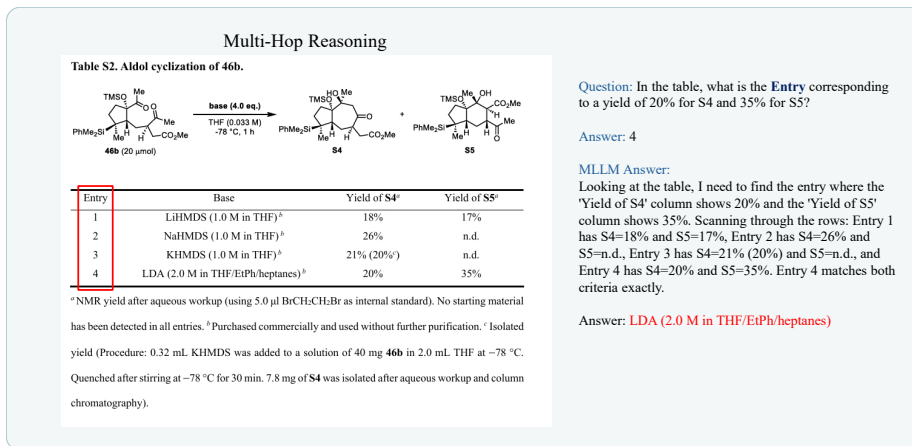 Multi-Hop Reasoning
Table S2. Aldol cyclization of 46b.
Me
TMSO
O
Me
O
PhMe₂Si
Me
H
H
CO₂Me
46b (20 μmol)
base (4.0 eq.)
THF (0.033 M)
-78 °C, 1 h
HO
Me
TMSO
O
PhMe₂Si
Me
H
H
CO₂Me
S4
+
TMSO
OH
Me
CO₂Me
H
Me
PhMe₂Si
Me
H
H
O
S5
Entry Base Yield of S4ᵃ Yield of S5ᵃ
1 LiHMDS (1.0 M in THF) ᵇ 18% 17%
2 NaHMDS (1.0 M in THF) ᵇ 26% n.d.
3 KHMDS (1.0 M in THF) ᵇ 21% (20%ᶜ) n.d.
4 LDA (2.0 M in THF/EtPh/heptanes) ᵇ 20% 35%
ᵃ NMR yield after aqueous workup (using 5.0 μl BrCH₂CH₂Br as internal standard). No starting material
has been detected in all entries. ᵇ Purchased commercially and used without further purification. ᶜ Isolated
yield (Procedure: 0.32 mL KHMDS was added to a solution of 40 mg 46b in 2.0 mL THF at −78 °C.
Quenched after stirring at −78 °C for 30 min. 7.8 mg of S4 was isolated after aqueous workup and column
chromatography).
Question: In the table, what is the Entry corresponding
to a yield of 20% for S4 and 35% for S5?
Answer: 4
MLLM Answer:
Looking at the table, I need to find the entry where the
'Yield of S4' column shows 20% and the 'Yield of S5'
column shows 35%. Scanning through the rows: Entry 1
has S4=18% and S5=17%, Entry 2 has S4=26% and
S5=n.d., Entry 3 has S4=21% (20%) and S5=n.d., and
Entry 4 has S4=20% and S5=35%. Entry 4 matches both
criteria exactly.
Answer: LDA (2.0 M in THF/EtPh/heptanes)